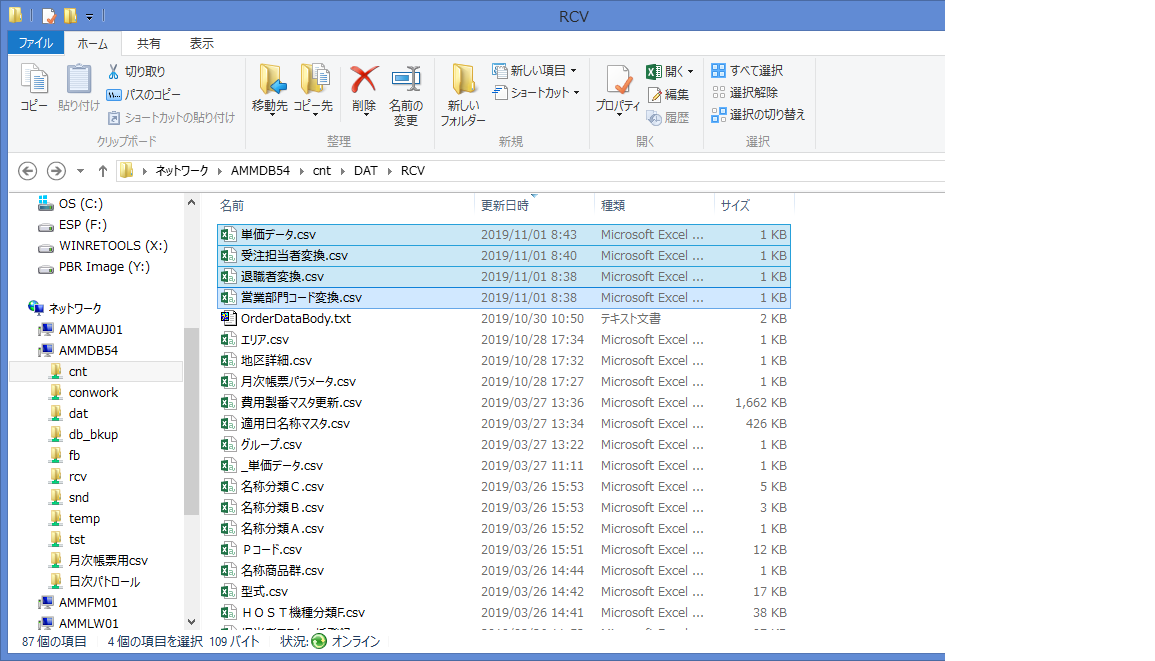 RCV
ファイル ホーム 共有 表示
コピー
貼り付け
切り取り
パスのコピー
ショートカットの貼り付け
クリップボード
移動先
コピー先
削除
名前の
変更
整理
新しい
フォルダー
新しい項目
ショートカット
新規
プロパティ
開く
編集
履歴
開く
すべて選択
選択解除
選択の切り替え
選択
ネットワーク AMMDB54 cnt DAT RCV
OS (C:)
ESP (F:)
WINRETOOLS (X:)
PBR Image (Y:)
ネットワーク
AMMAUJ01
AMMDB54
cnt
conwork
dat
db_bkup
fb
rcv
snd
temp
tst
月次帳票用csv
日次パトロール
AMMFM01
AMMLW01
名前 更新日時 種類 サイズ
単価データ.csv 2019/11/01 8:43 Microsoft Excel ... 1 KB
受注担当者変換.csv 2019/11/01 8:40 Microsoft Excel ... 1 KB
退職者変換.csv 2019/11/01 8:38 Microsoft Excel ... 1 KB
営業部門コード変換.csv 2019/11/01 8:38 Microsoft Excel ... 1 KB
OrderDataBody.txt 2019/10/30 10:50 テキスト文書 2 KB
エリア.csv 2019/10/28 17:34 Microsoft Excel ... 1 KB
地区詳細.csv 2019/10/28 17:32 Microsoft Excel ... 1 KB
月次帳票パラメータ.csv 2019/10/28 17:27 Microsoft Excel ... 1 KB
費用製番マスタ更新.csv 2019/03/27 13:36 Microsoft Excel ... 1,662 KB
適用日名称マスタ.csv 2019/03/27 13:34 Microsoft Excel ... 426 KB
グループ.csv 2019/03/27 13:22 Microsoft Excel ... 1 KB
_単価データ.csv 2019/03/27 11:11 Microsoft Excel ... 1 KB
名称分類Ｃ.csv 2019/03/26 15:53 Microsoft Excel ... 5 KB
名称分類Ｂ.csv 2019/03/26 15:53 Microsoft Excel ... 3 KB
名称分類Ａ.csv 2019/03/26 15:52 Microsoft Excel ... 1 KB
Ｐコード.csv 2019/03/26 15:51 Microsoft Excel ... 12 KB
名称商品群.csv 2019/03/26 14:44 Microsoft Excel ... 1 KB
型式.csv 2019/03/26 14:42 Microsoft Excel ... 17 KB
ＨＯＳＴ機種分類F.csv 2019/03/26 14:41 Microsoft Excel ... 38 KB
87 個の項目 4 個の項目を選択 109 バイト 状況: オンライン